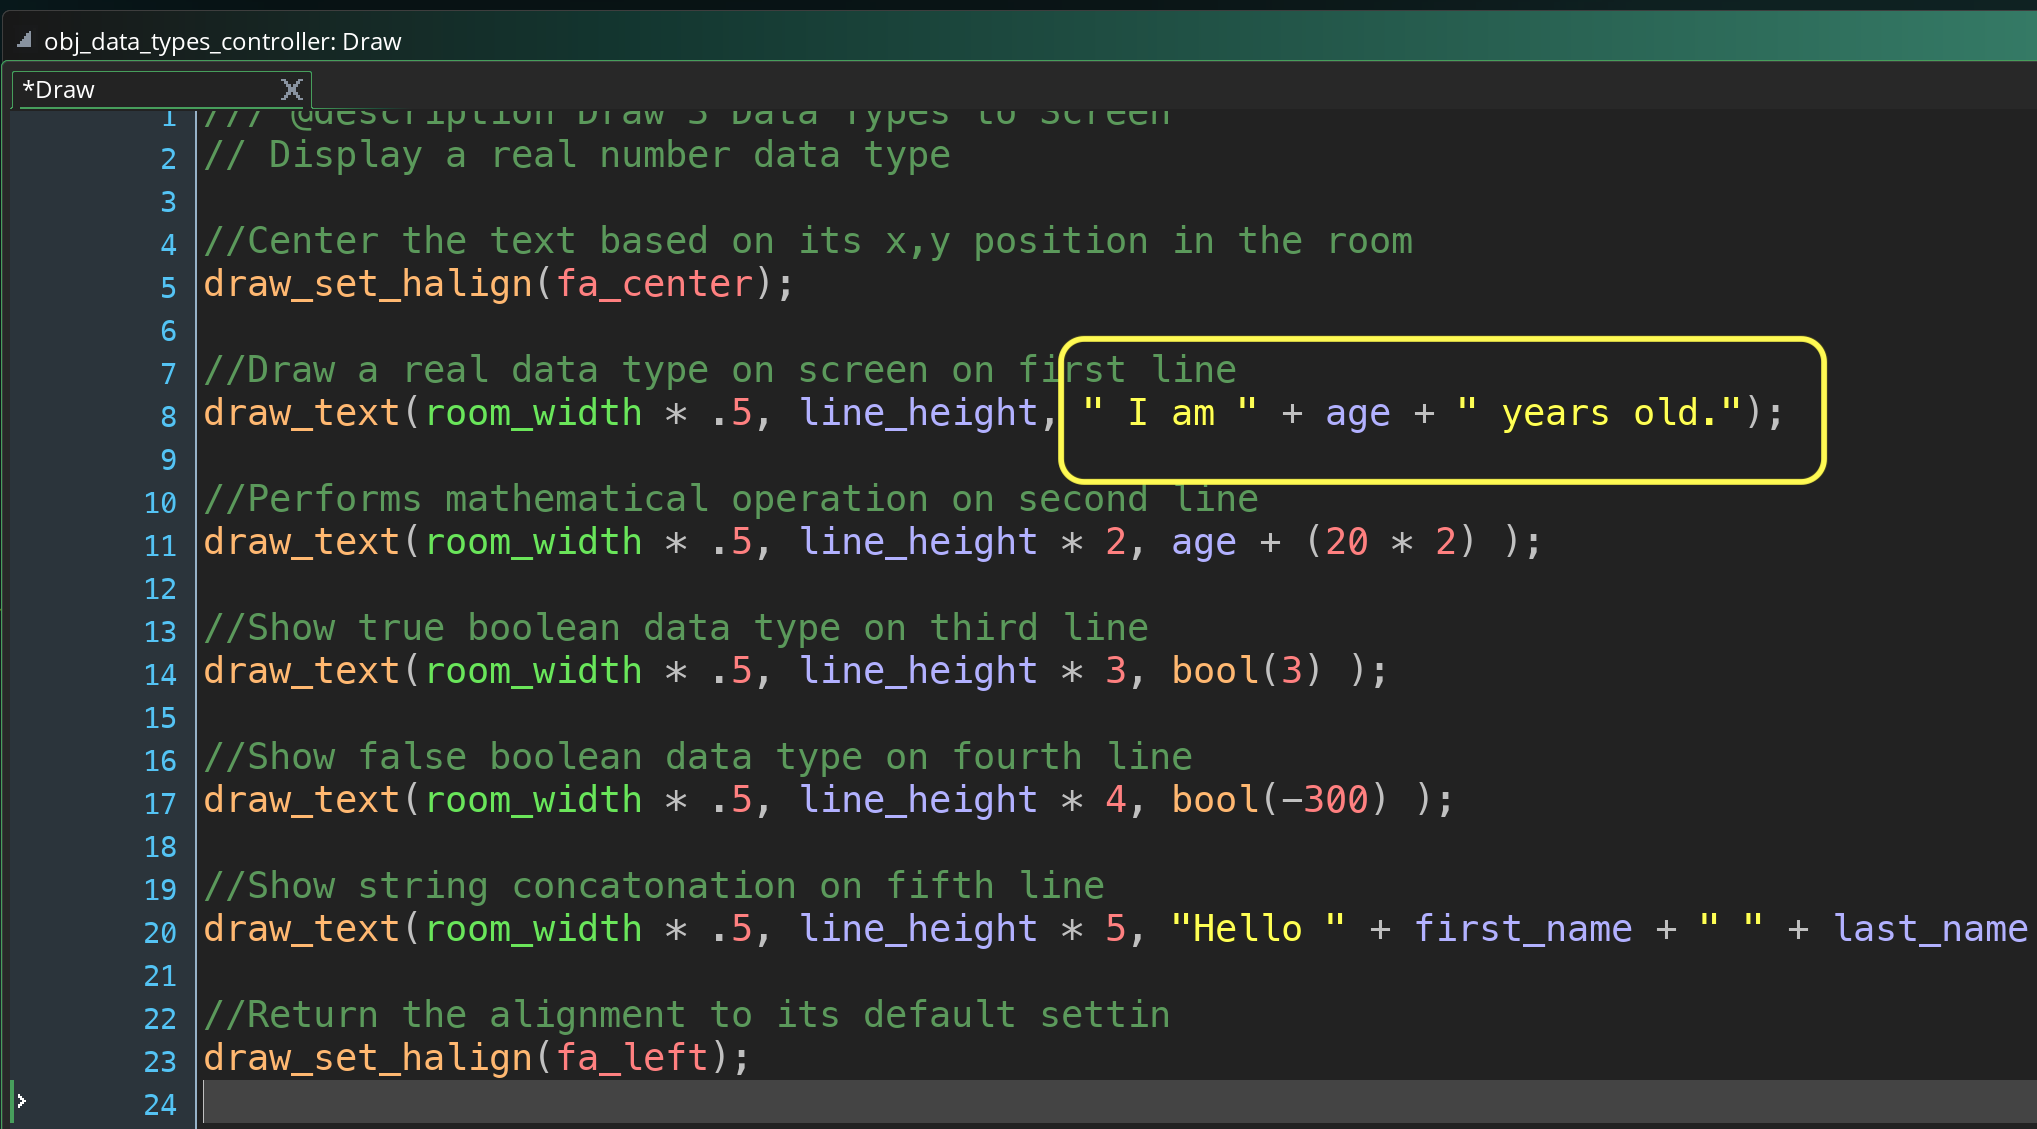 obj_data_types_controller: Draw
*Draw
1 /// @description Draw 3 Data Types to Screen
2 // Display a real number data type
3
4 //Center the text based on its x,y position in the room
5 draw_set_halign(fa_center);
6
7 //Draw a real data type on screen on first line
8 draw_text(room_width * .5, line_height, " I am " + age + " years old.");
9
10 //Performs mathematical operation on second line
11 draw_text(room_width * .5, line_height * 2, age + (20 * 2) );
12
13 //Show true boolean data type on third line
14 draw_text(room_width * .5, line_height * 3, bool(3) );
15
16 //Show false boolean data type on fourth line
17 draw_text(room_width * .5, line_height * 4, bool(-300) );
18
19 //Show string concatonation on fifth line
20 draw_text(room_width * .5, line_height * 5, "Hello " + first_name + " " + last_name
21
22 //Return the alignment to its default settin
23 draw_set_halign(fa_left);
24